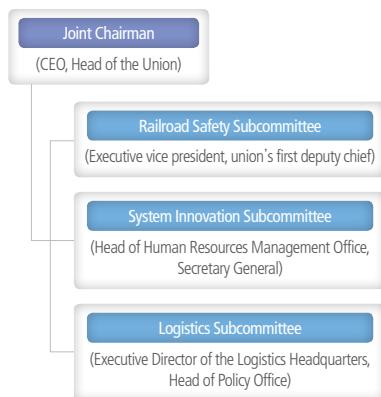 Joint Chairman
(CEO, Head of the Union)
Railroad Safety Subcommittee
(Executive vice president, union's first deputy chief)
System Innovation Subcommittee
(Head of Human Resources Management Office,
Secretary General)
Logistics Subcommittee
(Executive Director of the Logistics Headquarters,
Head of Policy Office)